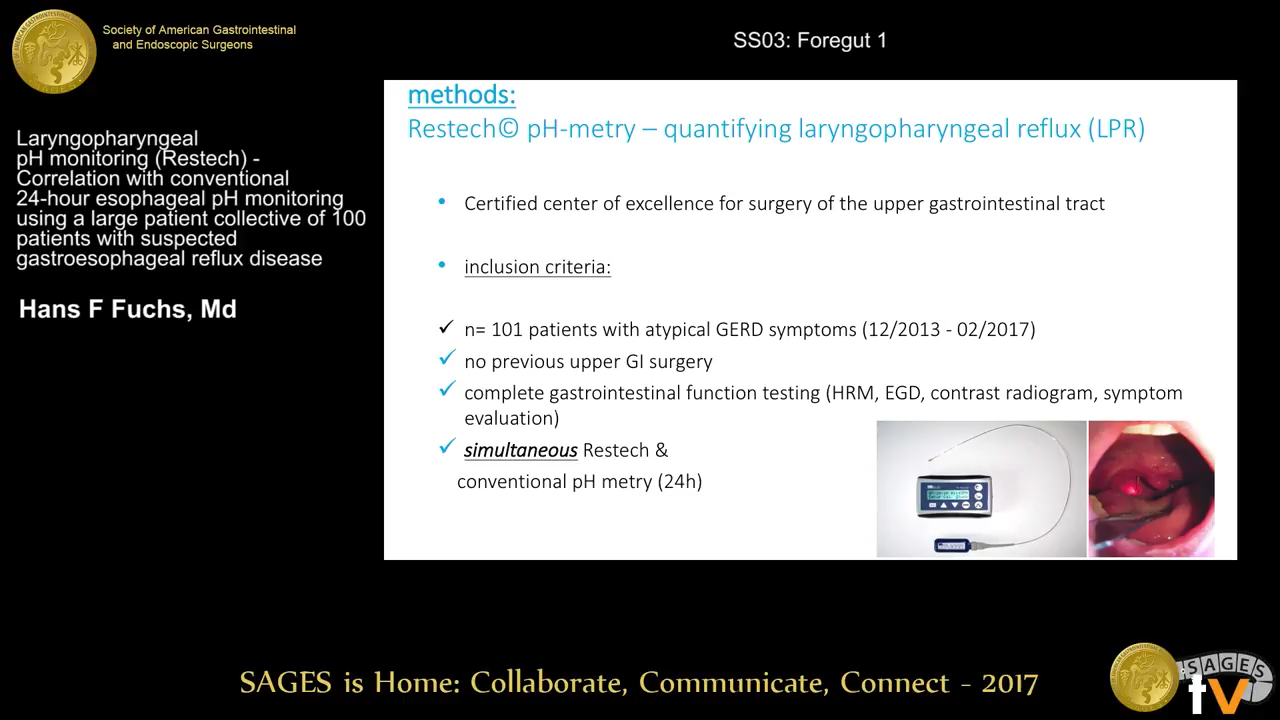 Society of American Gastrointestinal
and Endoscopic Surgeons
SS03: Foregut 1
Laryngopharyngeal
pH monitoring (Restech) -
Correlation with conventional
24-hour esophageal pH monitoring
using a large patient collective of 100
patients with suspected
gastroesophageal reflux disease
Hans F Fuchs, Md
methods:
Restech© pH-metry – quantifying laryngopharyngeal reflux (LPR)
• Certified center of excellence for surgery of the upper gastrointestinal tract
• inclusion criteria:
✓ n= 101 patients with atypical GERD symptoms (12/2013 - 02/2017)
✓ no previous upper GI surgery
✓ complete gastrointestinal function testing (HRM, EGD, contrast radiogram, symptom
evaluation)
✓ simultaneous Restech &
conventional pH metry (24h)
SAGES is Home: Collaborate, Communicate, Connect - 2017
SAGES
tv